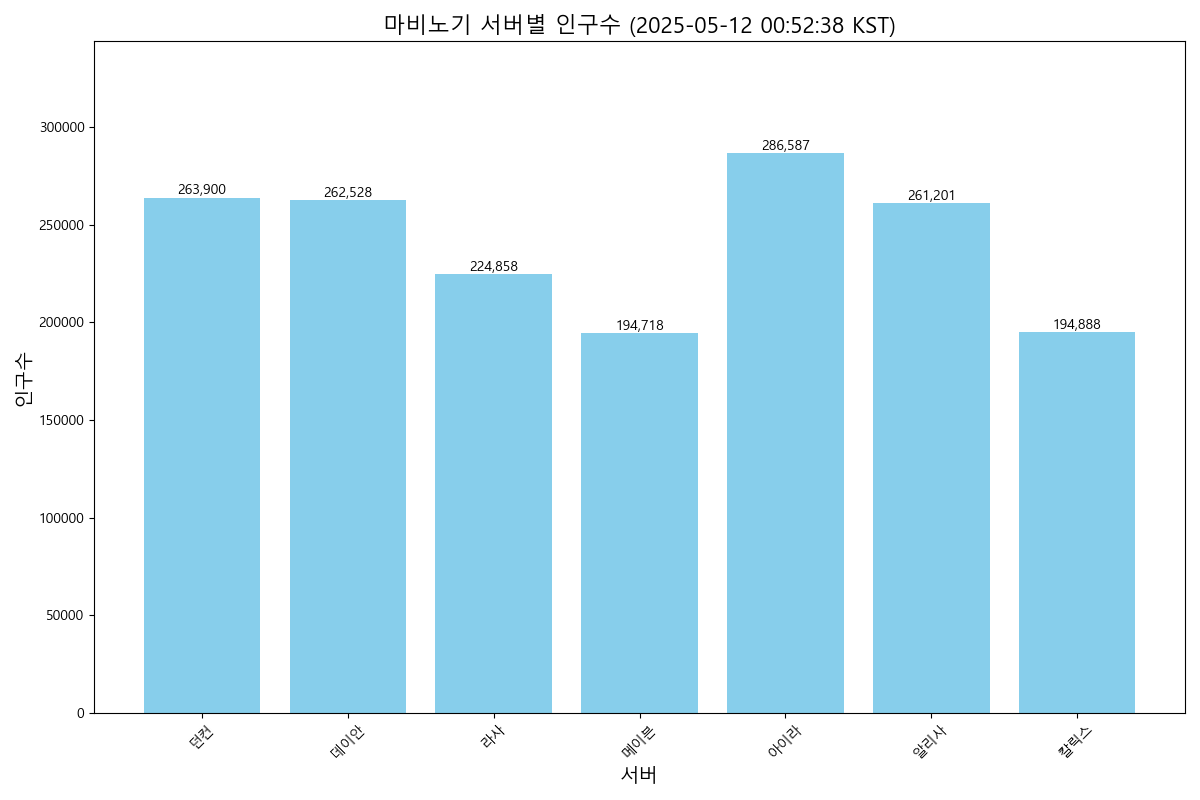 마비노기 서버별 인구수 (2025-05-12 00:52:38 KST)
300000
250000
200000
150000
100000
50000
0
인구수
263,900
262,528
224,858
194,718
286,587
261,201
194,888
던컨
데이안
라사
메이븐
아이라
알리사
칼릭스
서버